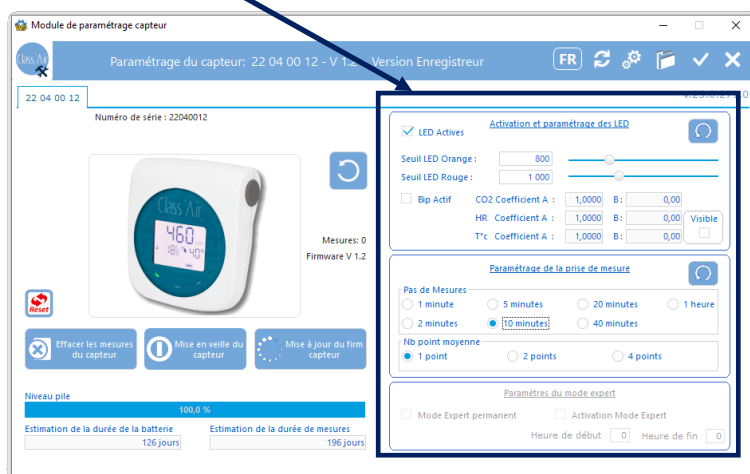 Module de paramétrage capteur
Class'Air
Paramétrage du capteur: 22 04 00 12 - V 1.2 Version Enregistreur
FR
22 04 00 12
Numéro de série : 22040012
Class'Air
460
40%
Mesures: 0
Firmware V 1.2
Reset
Effacer les mesures
du capteur
Mise en veille du
capteur
Mise à jour du firm
capteur
Niveau pile
100,0 %
Estimation de la durée de la batterie
126 jours
Estimation de la durée de mesures
196 jours
Activation et paramétrage des LED
LED Actives
Seuil LED Orange : 800
Seuil LED Rouge : 1 000
Bip Actif CO2 Coefficient A : 1,0000 B : 0,00
HR Coefficient A : 1,0000 B : 0,00 Visible
T°c Coefficient A : 1,0000 B : 0,00
Paramétrage de la prise de mesure
Pas de Mesures
1 minute 5 minutes 20 minutes 1 heure
2 minutes 10 minutes 40 minutes
Nb point moyenne
1 point 2 points 4 points
Paramètres du mode expert
Mode Expert permanent Activation Mode Expert
Heure de début 0 Heure de fin 0